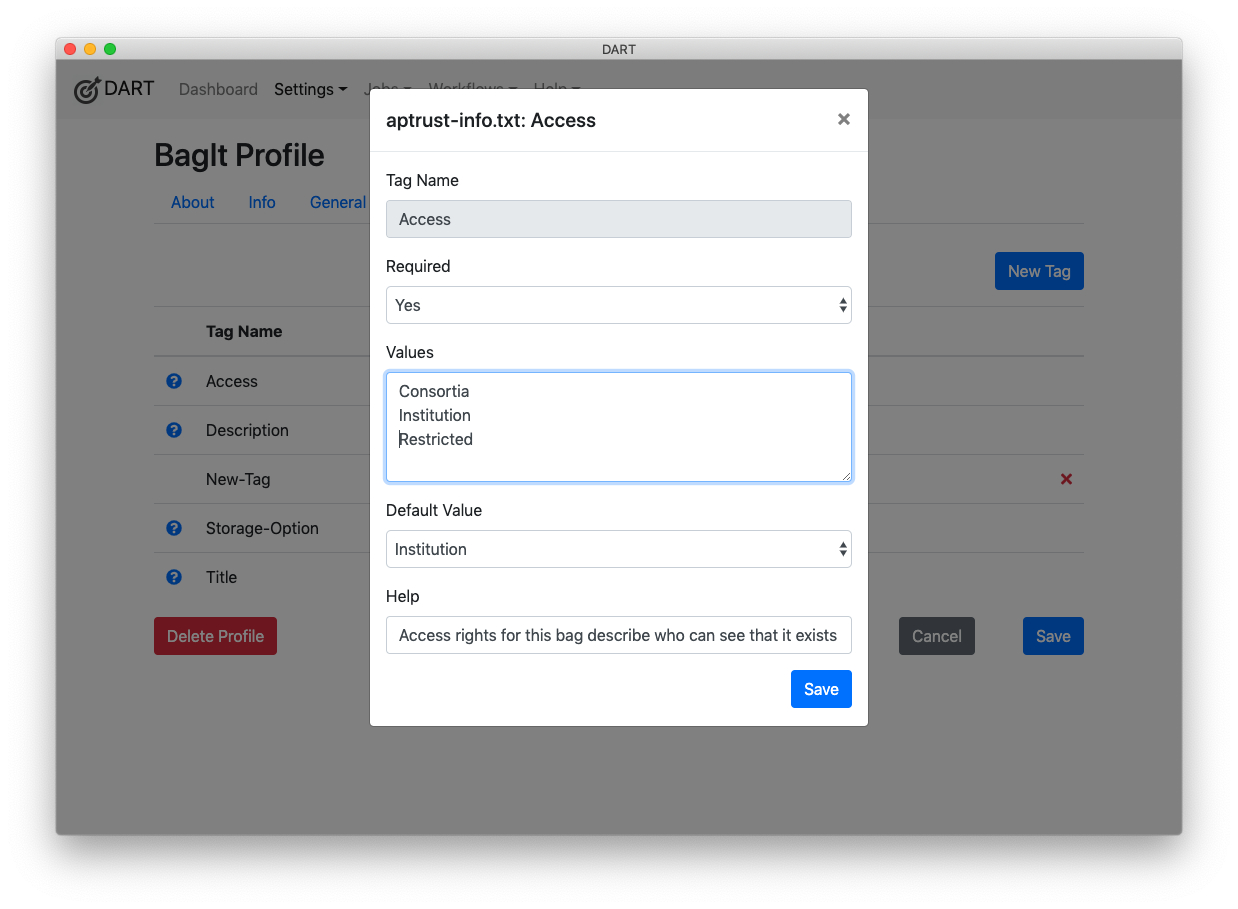 DART
DART Dashboard Settings Jobs Workflows Help
aptrust-info.txt: Access ×
BagIt Profile
Tag Name
About Info General
Access
Required
New Tag
Yes
Tag Name
Values
Access
Consortia
Institution
Restricted
Description
New-Tag
Default Value
Storage-Option
Institution
Title
Help
Delete Profile
Access rights for this bag describe who can see that it exists
Cancel
Save
Save